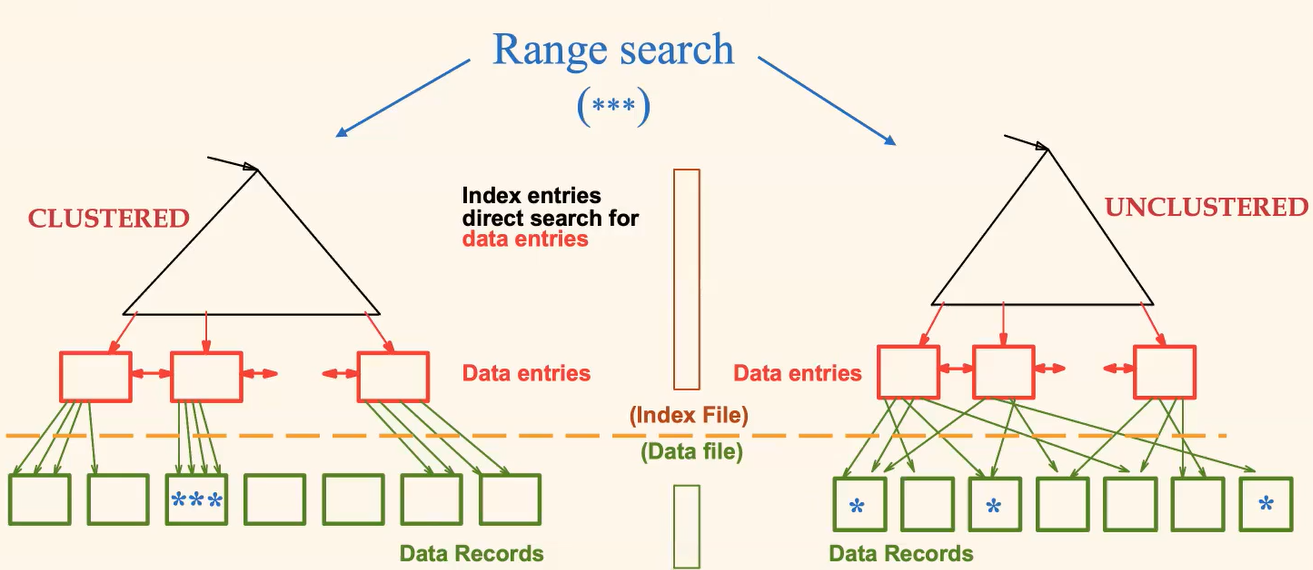 Range search
(***)
CLUSTERED
Index entries
direct search for
data entries
UNCLUSTERED
Data entries
Data entries
(Index File)
(Data file)
***
*
*
*
Data Records
Data Records